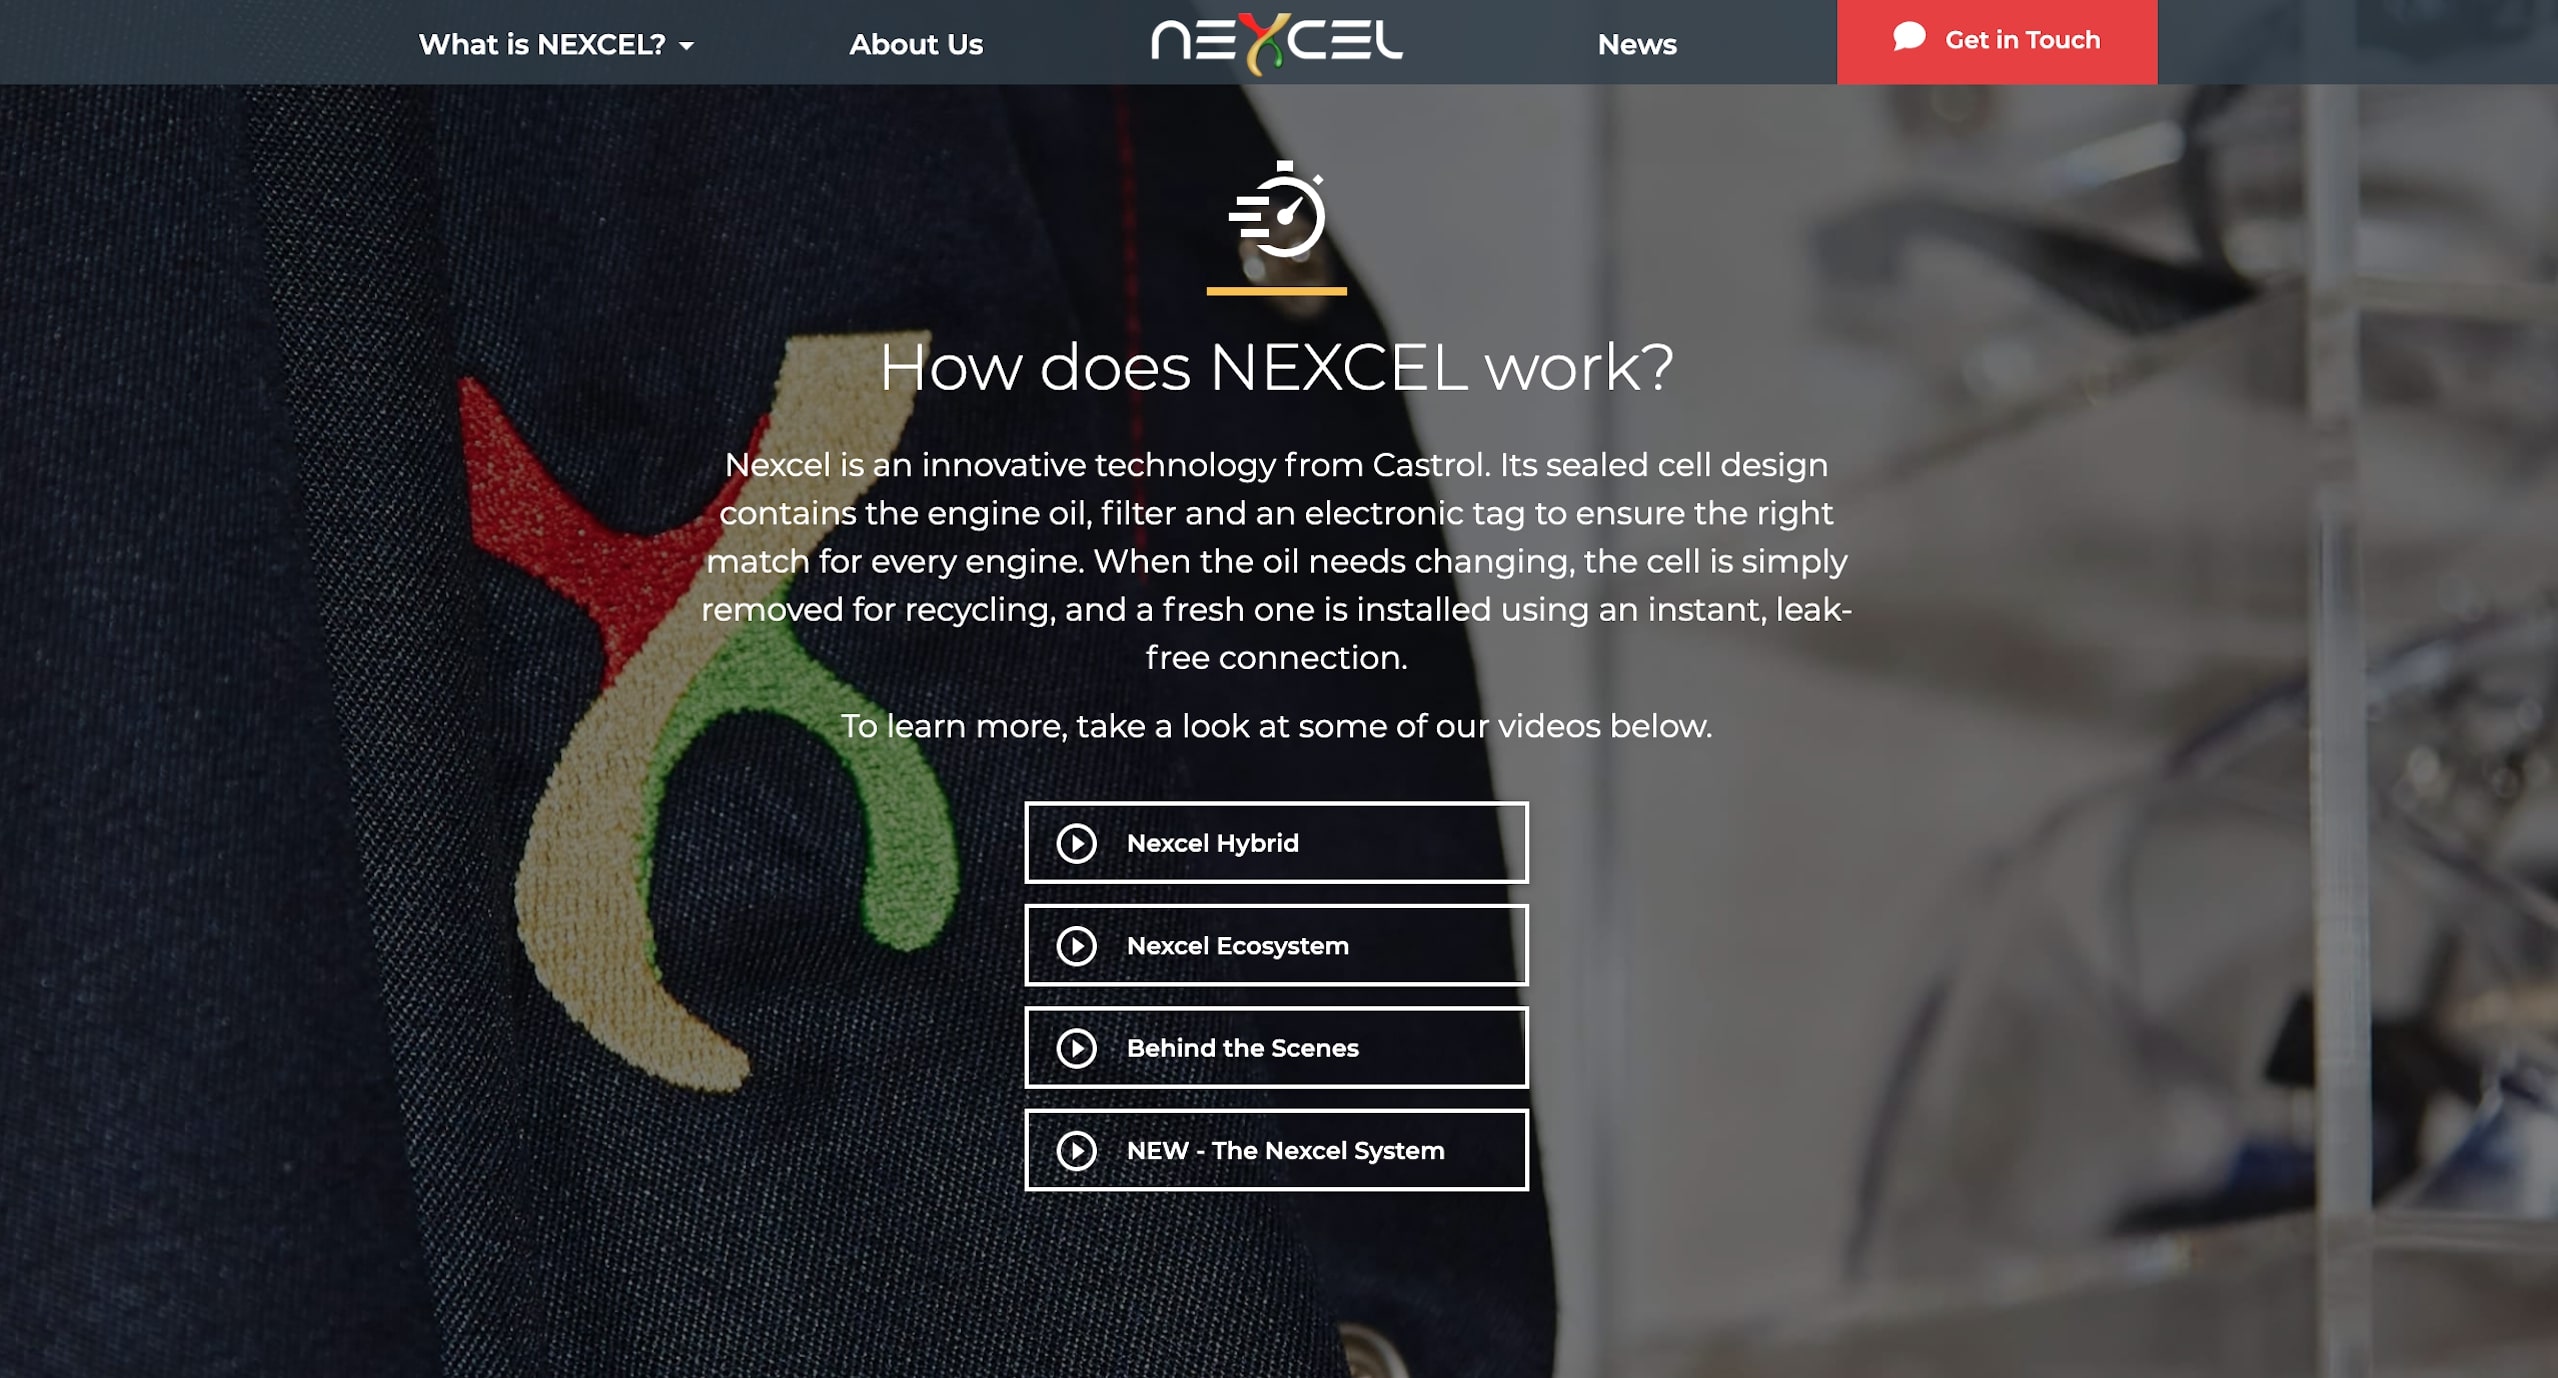 What is NEXCEL?
About Us
NEXCEL
News
Get in Touch
How does NEXCEL work?
Nexcel is an innovative technology from Castrol. Its sealed cell design
contains the engine oil, filter and an electronic tag to ensure the right
match for every engine. When the oil needs changing, the cell is simply
removed for recycling, and a fresh one is installed using an instant, leak-
free connection.
To learn more, take a look at some of our videos below.
Nexcel Hybrid
Nexcel Ecosystem
Behind the Scenes
NEW - The Nexcel System